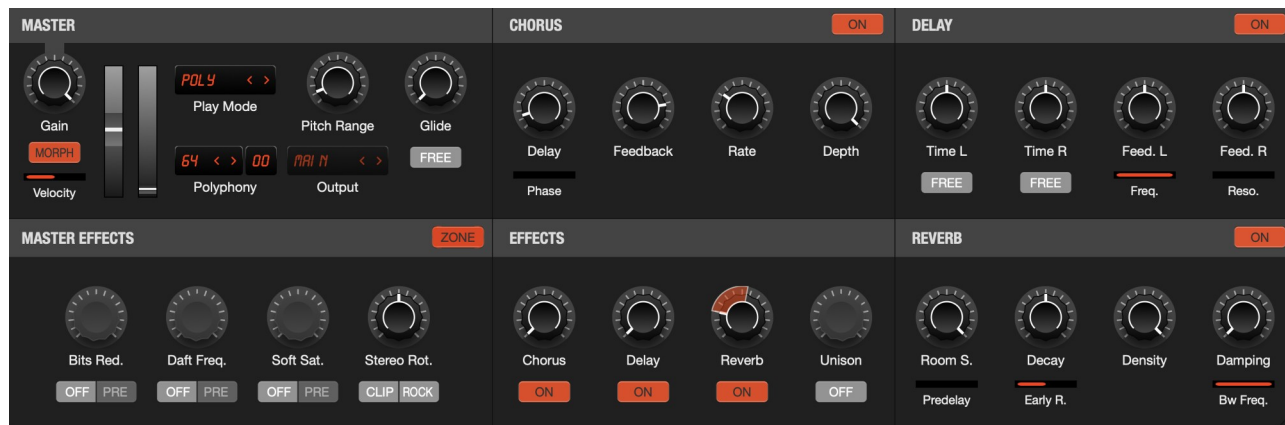 MASTER
CHORUS ON
DELAY ON
POLY < >
Play Mode
Gain
Pitch Range
Glide
Delay
Feedback
Rate
Depth
Time L
Time R
Feed. L
Feed. R
MORPH
64 < > 00
MAIN < >
FREE
FREE
FREE
Velocity
Polyphony
Output
Phase
Freq.
Reso.
MASTER EFFECTS ZONE
EFFECTS
REVERB ON
Bits Red.
Daft Freq.
Soft Sat.
Stereo Rot.
Chorus
Delay
Reverb
Unison
Room S.
Decay
Density
Damping
OFF PRE
OFF PRE
OFF PRE
CLIP ROCK
ON
ON
ON
OFF
Predelay
Early R.
Bw Freq.